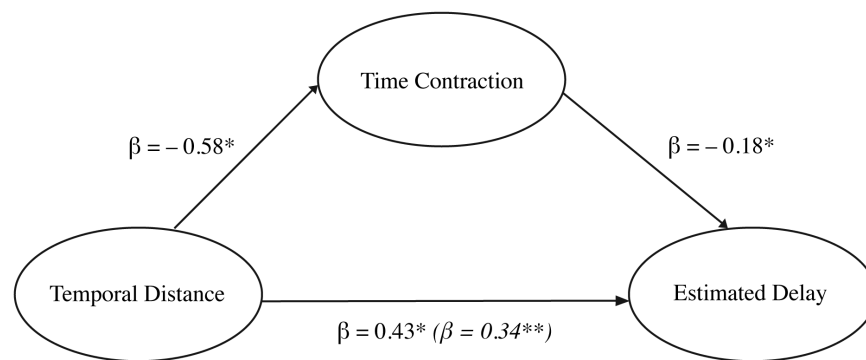 Time Contraction
β = – 0.58*
β = – 0.18*
Temporal Distance
Estimated Delay
β = 0.43* (β = 0.34**)